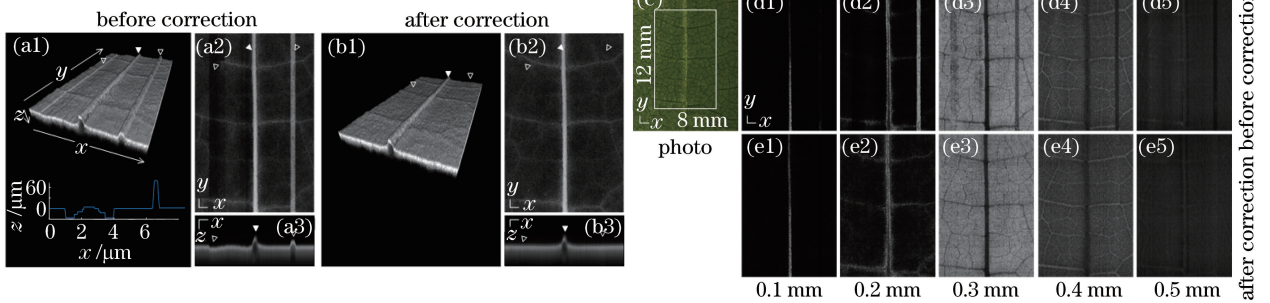 before correction
after correction
(a1)
y
z
x
60
0
z /μm
0 2 4 6
x /μm
(a2)
y
x
x
z
(a3)
(b1)
(b2)
y
x
x
z
(b3)
(c)
12 mm
y
x
8 mm
photo
(d1)
y
x
(d2)
(d3)
(d4)
(d5)
(e1)
(e2)
(e3)
(e4)
(e5)
0.1 mm
0.2 mm
0.3 mm
0.4 mm
0.5 mm
before correction
after correction